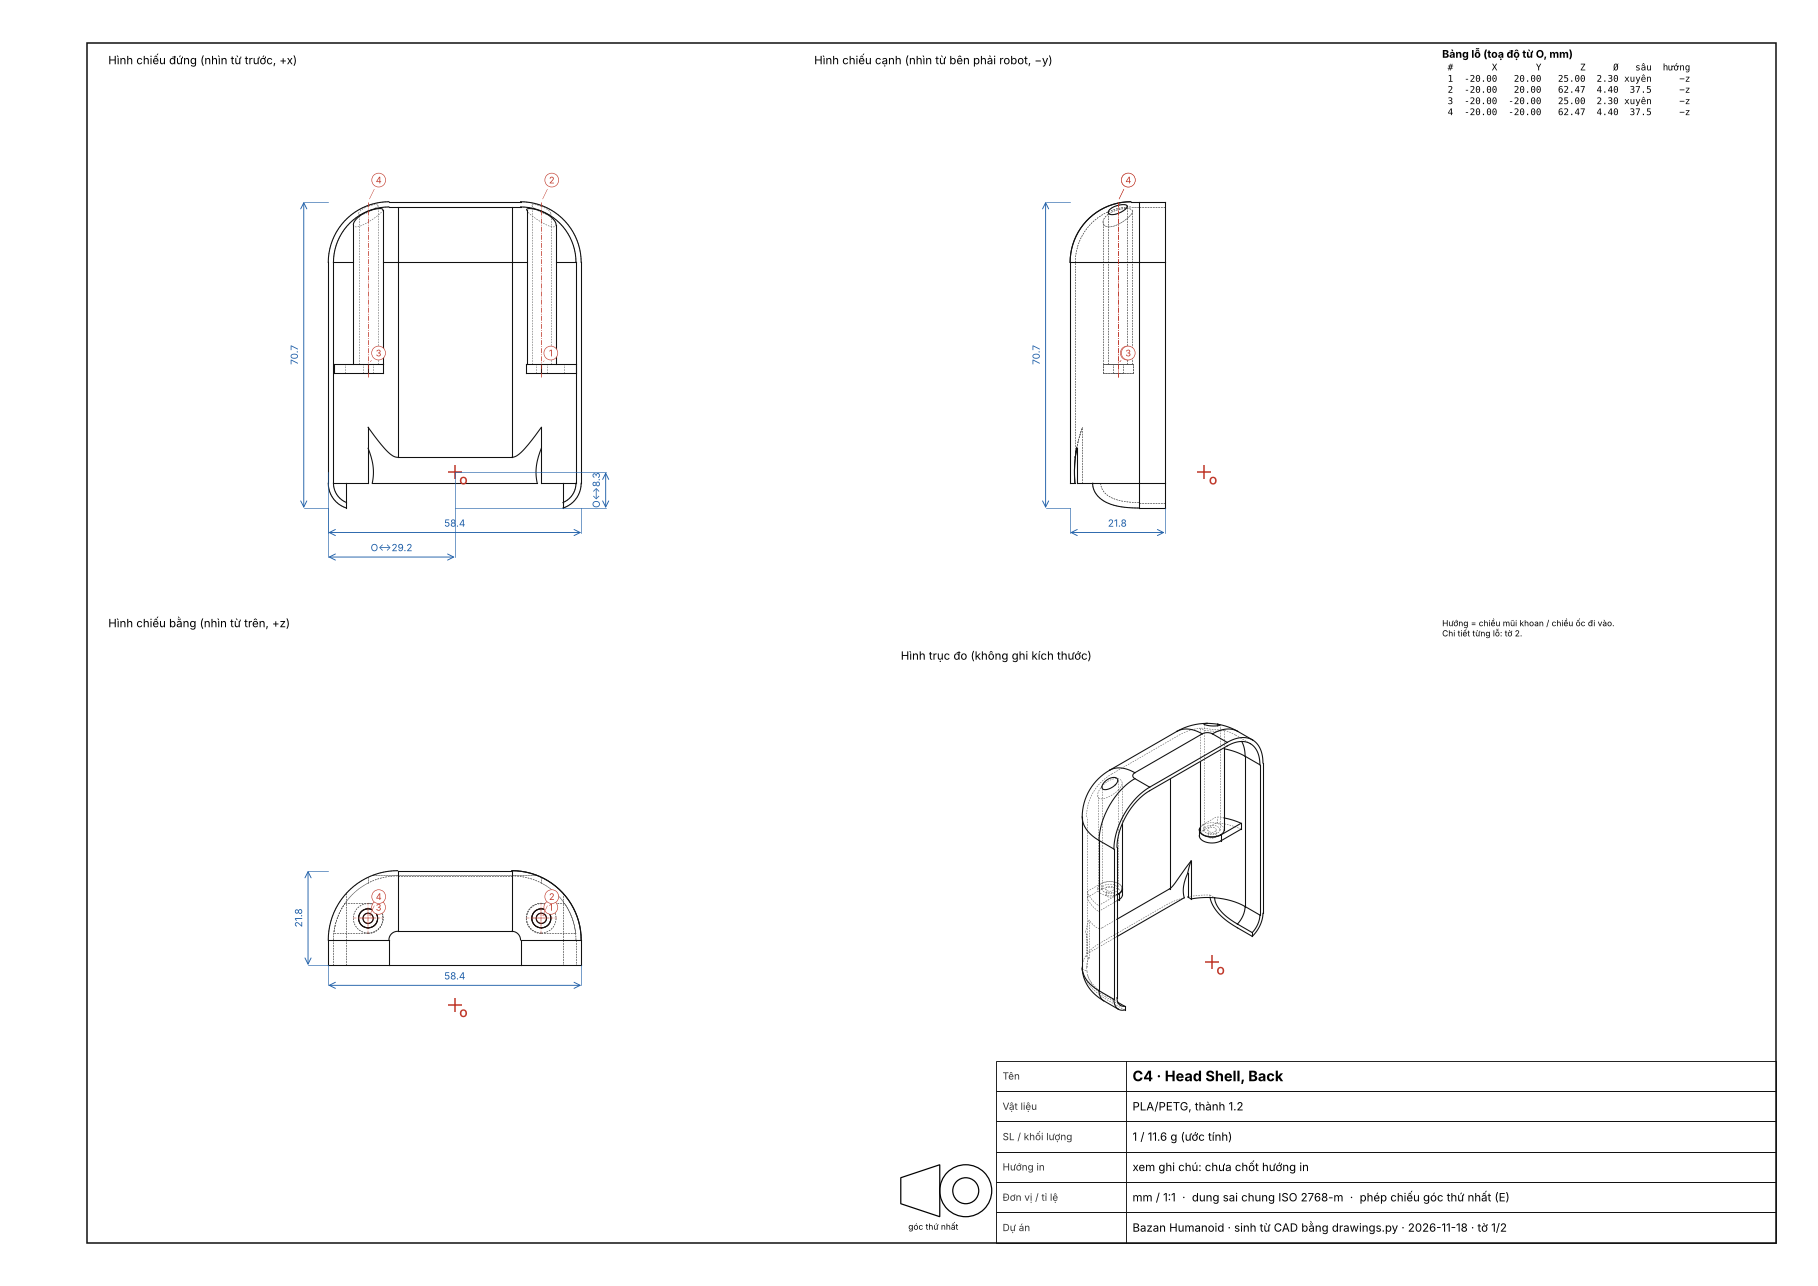 Hình chiếu đứng (nhìn từ trước, +x)
Hình chiếu cạnh (nhìn từ bên phải robot, −y)
Bảng lỗ (toạ độ từ O, mm)
# X Y Z Ø sâu hướng
1 -20.00 20.00 25.00 2.30 xuyên −z
2 -20.00 20.00 62.47 4.40 37.5 −z
3 -20.00 -20.00 25.00 2.30 xuyên −z
4 -20.00 -20.00 62.47 4.40 37.5 −z
4
2
3
1
70.7
O
O↔8.3
58.4
O↔29.2
4
3
70.7
O
21.8
Hình chiếu bằng (nhìn từ trên, +z)
Hướng = chiều mũi khoan / chiều ốc đi vào.
Chi tiết từng lỗ: tờ 2.
Hình trục đo (không ghi kích thước)
4
3
2
1
21.8
58.4
O
O
Tên C4 · Head Shell, Back
Vật liệu PLA/PETG, thành 1.2
SL / khối lượng 1 / 11.6 g (ước tính)
Hướng in xem ghi chú: chưa chốt hướng in
Đơn vị / tỉ lệ mm / 1:1 · dung sai chung ISO 2768-m · phép chiếu góc thứ nhất (E)
Dự án Bazan Humanoid · sinh từ CAD bằng drawings.py · 2026-11-18 · tờ 1/2
góc thứ nhất